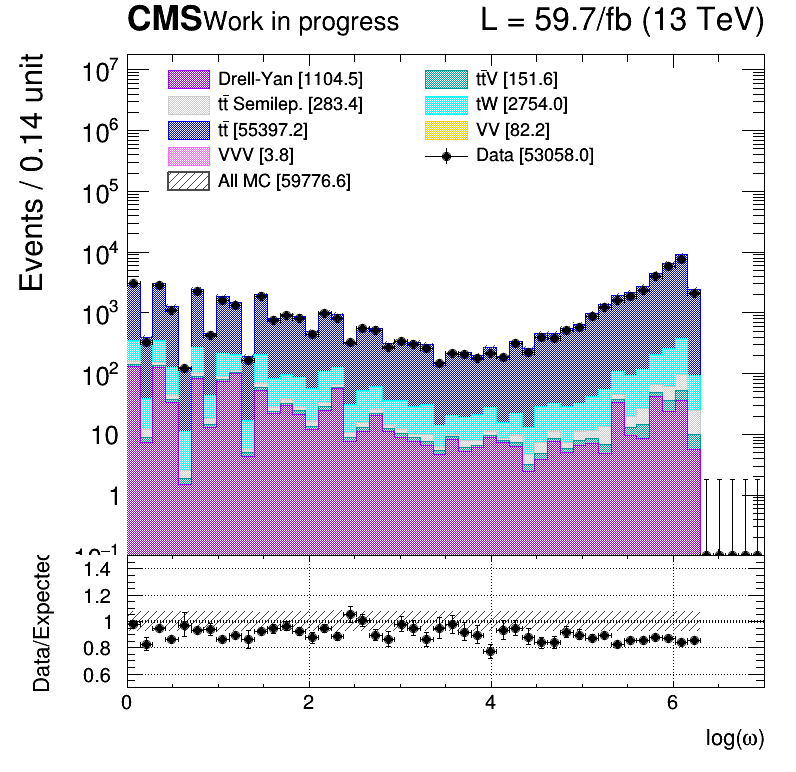 CMS Work in progress L = 59.7/fb (13 TeV)
Events / 0.14 unit
10⁷
10⁶
10⁵
10⁴
10³
10²
10
1
10⁻¹
Drell-Yan [1104.5]
tt̄ Semilep. [283.4]
tt̄ [55397.2]
VVV [3.8]
All MC [59776.6]
tt̄V [151.6]
tW [2754.0]
VV [82.2]
Data [53058.0]
Data/Expected
1.4
1.2
1
0.8
0.6
0 2 4 6
log(ω)